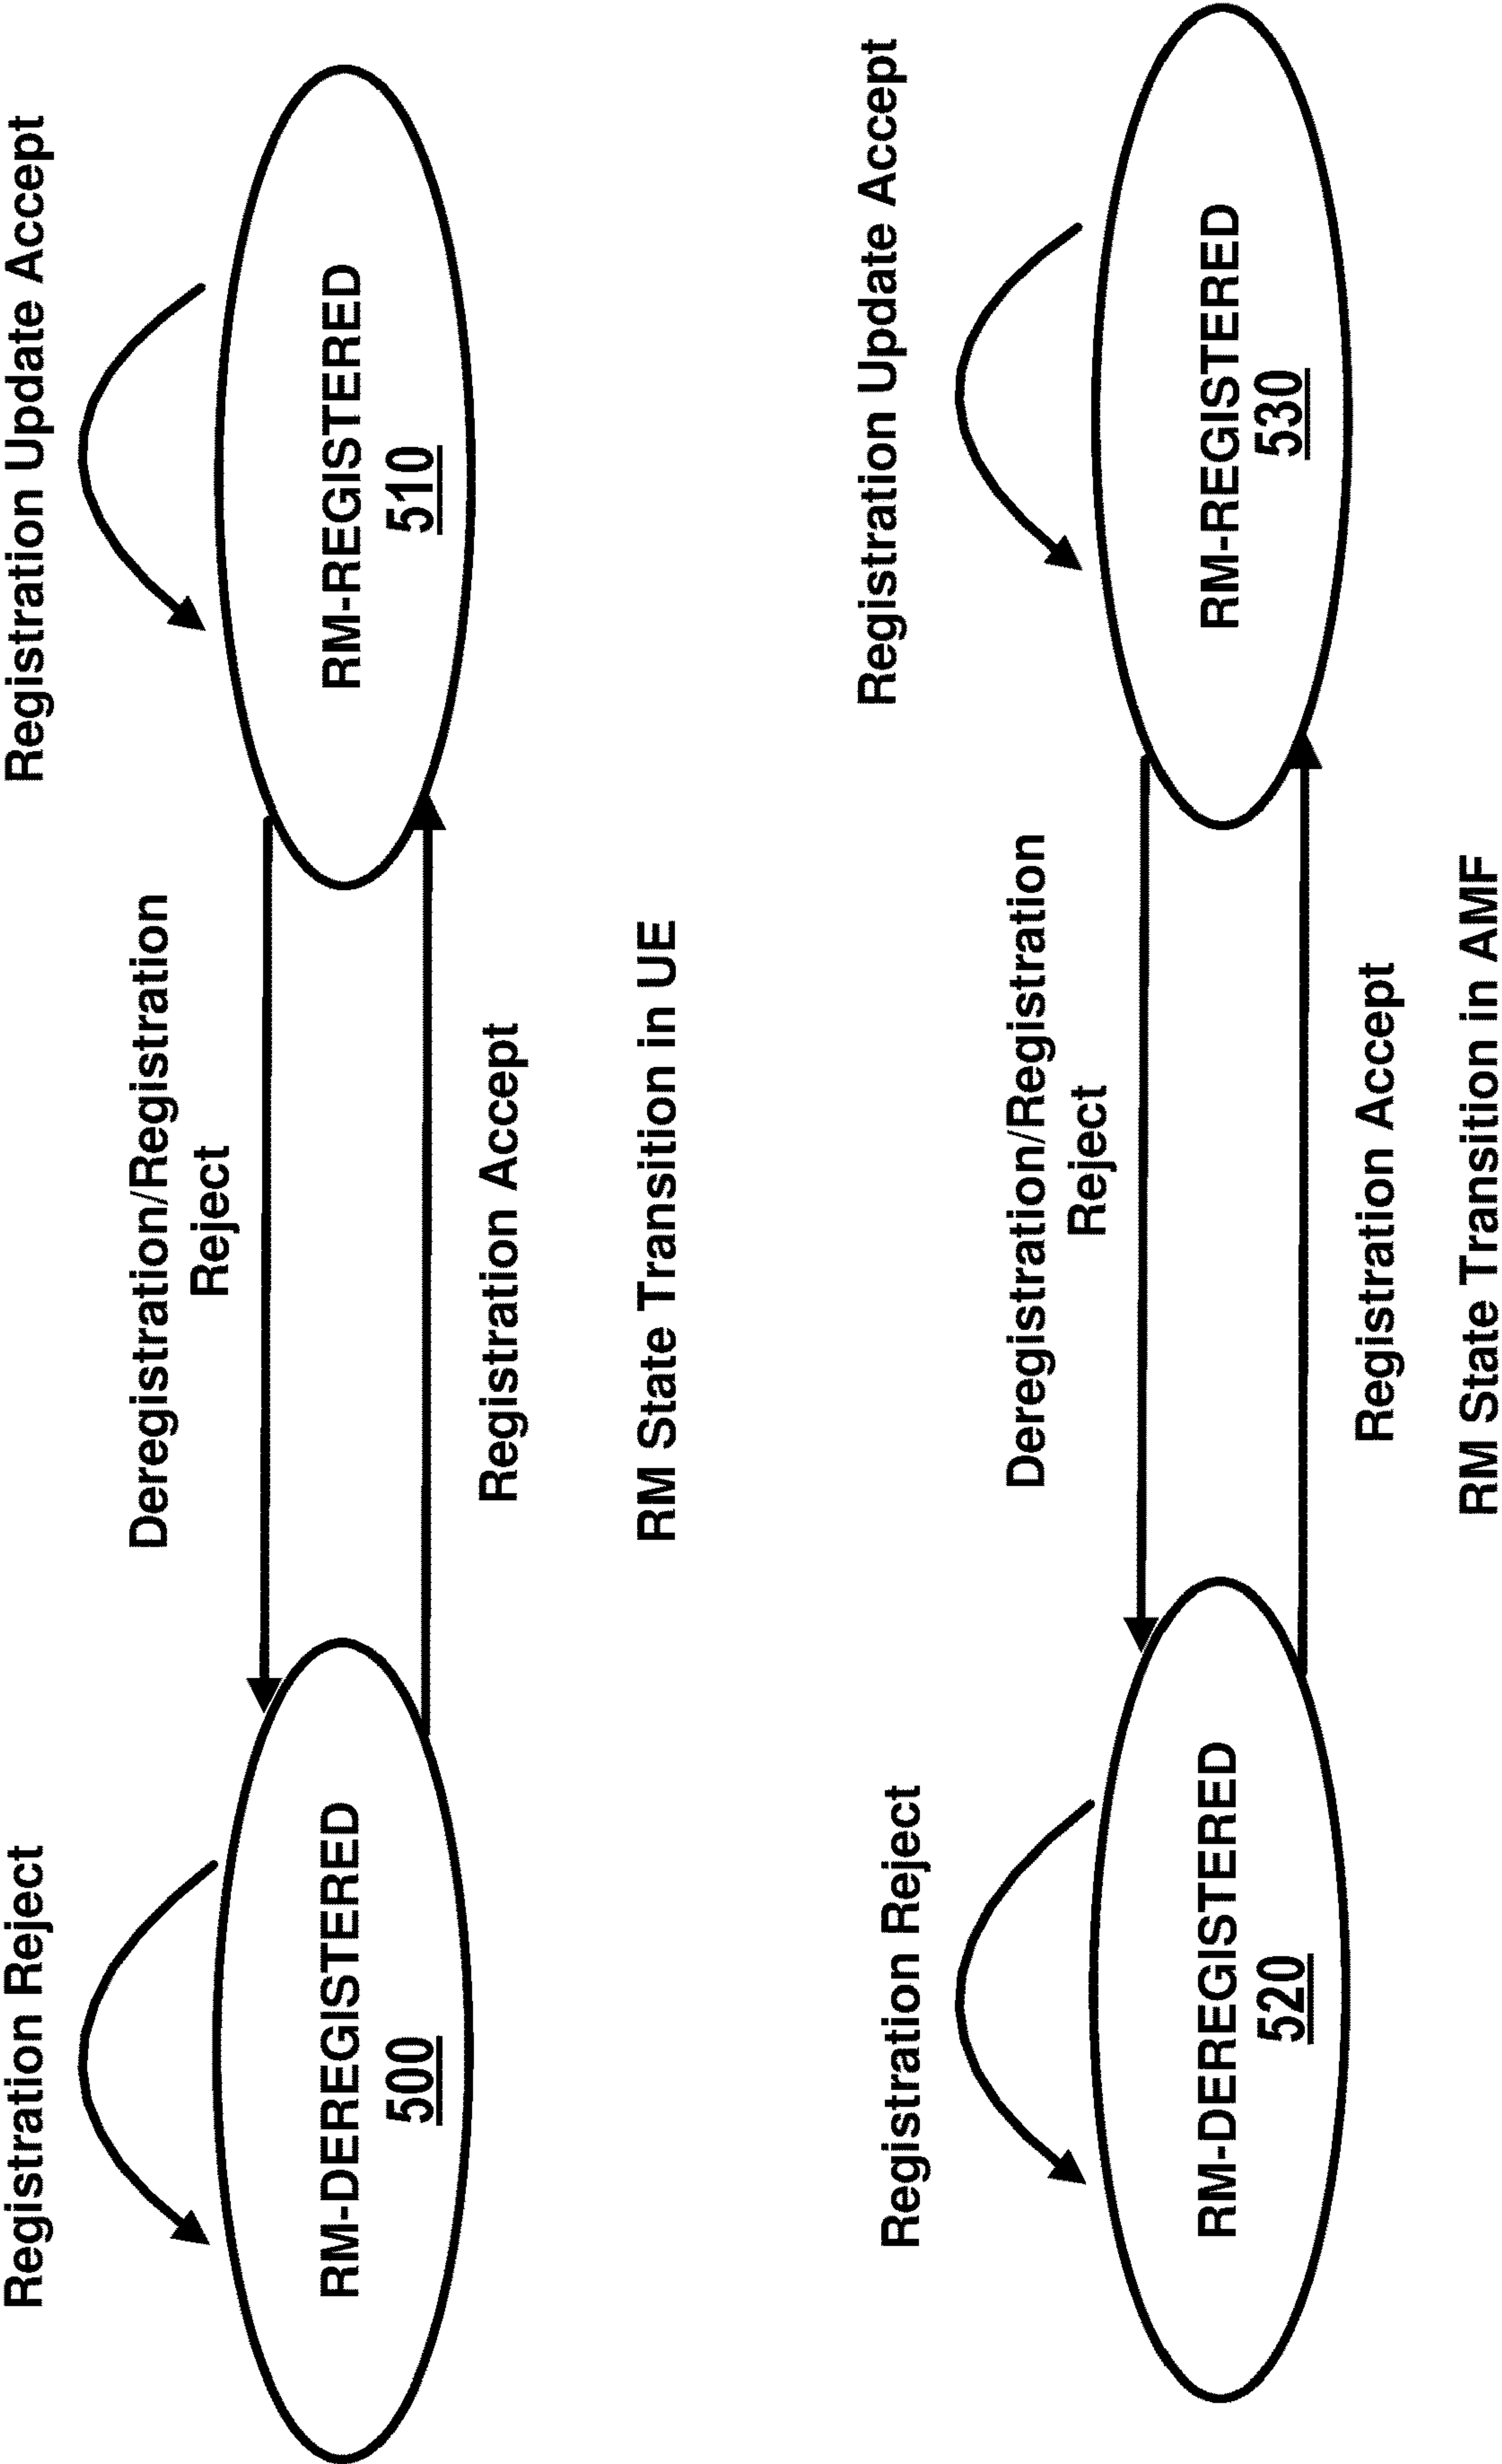 Registration Reject
Registration Update Accept
Deregistration/Registration
Reject
RM-DEREGISTERED
500
RM-REGISTERED
510
Registration Accept
RM State Transition in UE
Registration Reject
Registration Update Accept
Deregistration/Registration
Reject
RM-DEREGISTERED
520
RM-REGISTERED
530
Registration Accept
RM State Transition in AMF